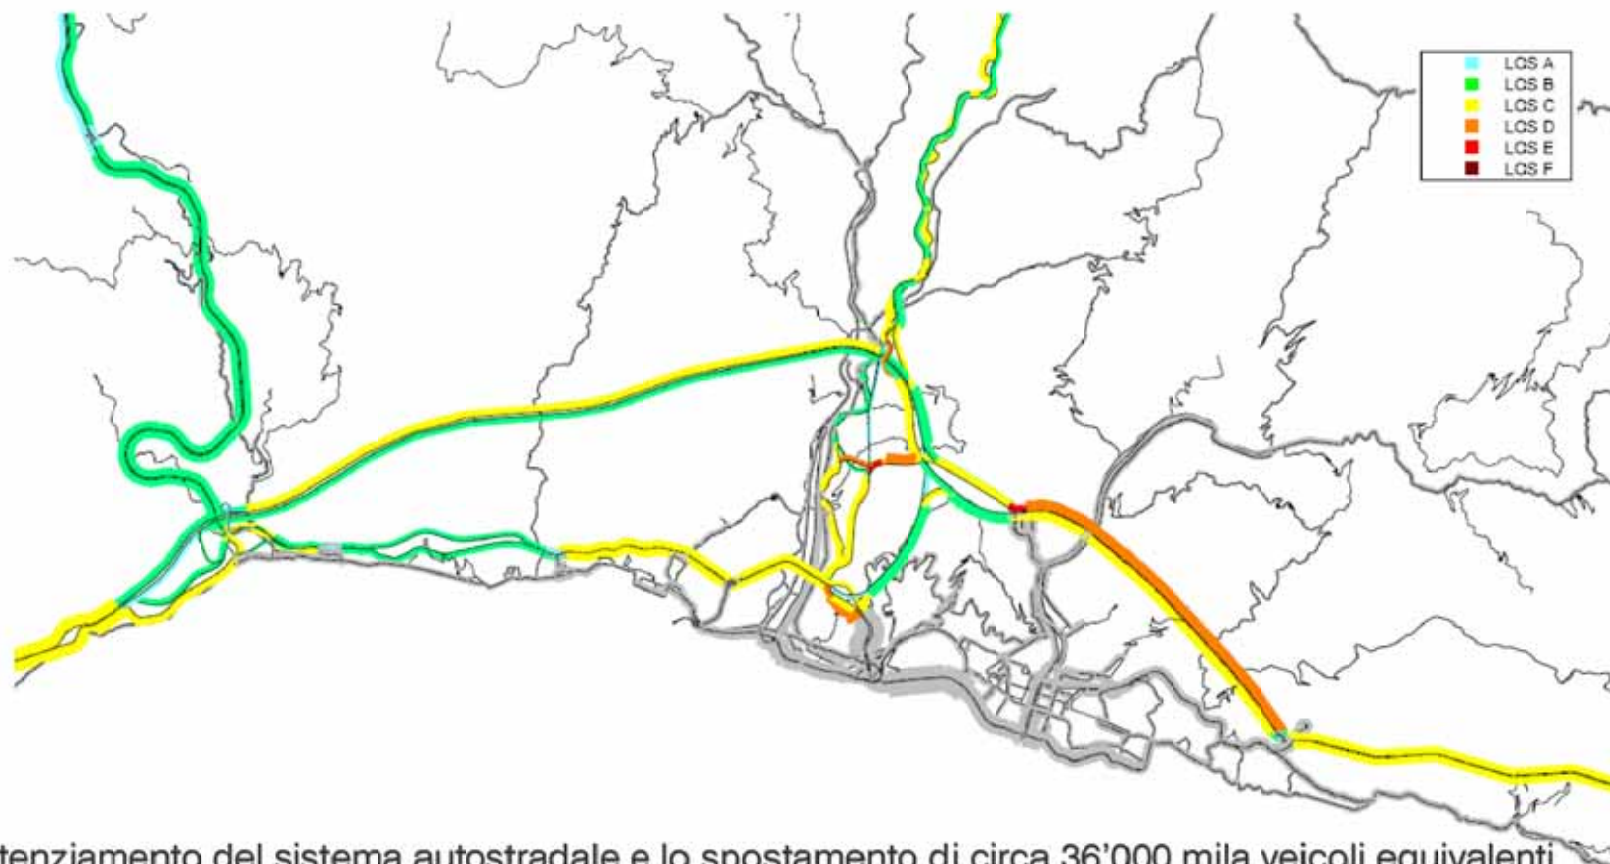 LOS A
LOS B
LOS C
LOS D
LOS E
LOS F
tenziamento del sistema autostradale e lo spostamento di circa 36'000 mila veicoli equivalenti